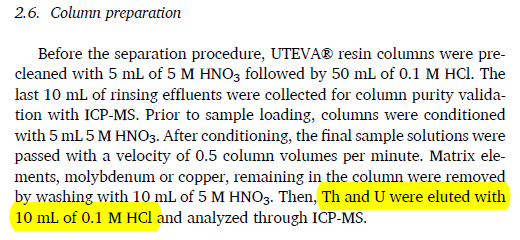 2.6. Column preparation
Before the separation procedure, UTEVA® resin columns were pre-
cleaned with 5 mL of 5 M HNO₃ followed by 50 mL of 0.1 M HCl. The
last 10 mL of rinsing effluents were collected for column purity valida-
tion with ICP-MS. Prior to sample loading, columns were conditioned
with 5 mL 5 M HNO₃. After conditioning, the final sample solutions were
passed with a velocity of 0.5 column volumes per minute. Matrix ele-
ments, molybdenum or copper, remaining in the column were removed
by washing with 10 mL of 5 M HNO₃. Then, Th and U were eluted with
10 mL of 0.1 M HCl and analyzed through ICP-MS.